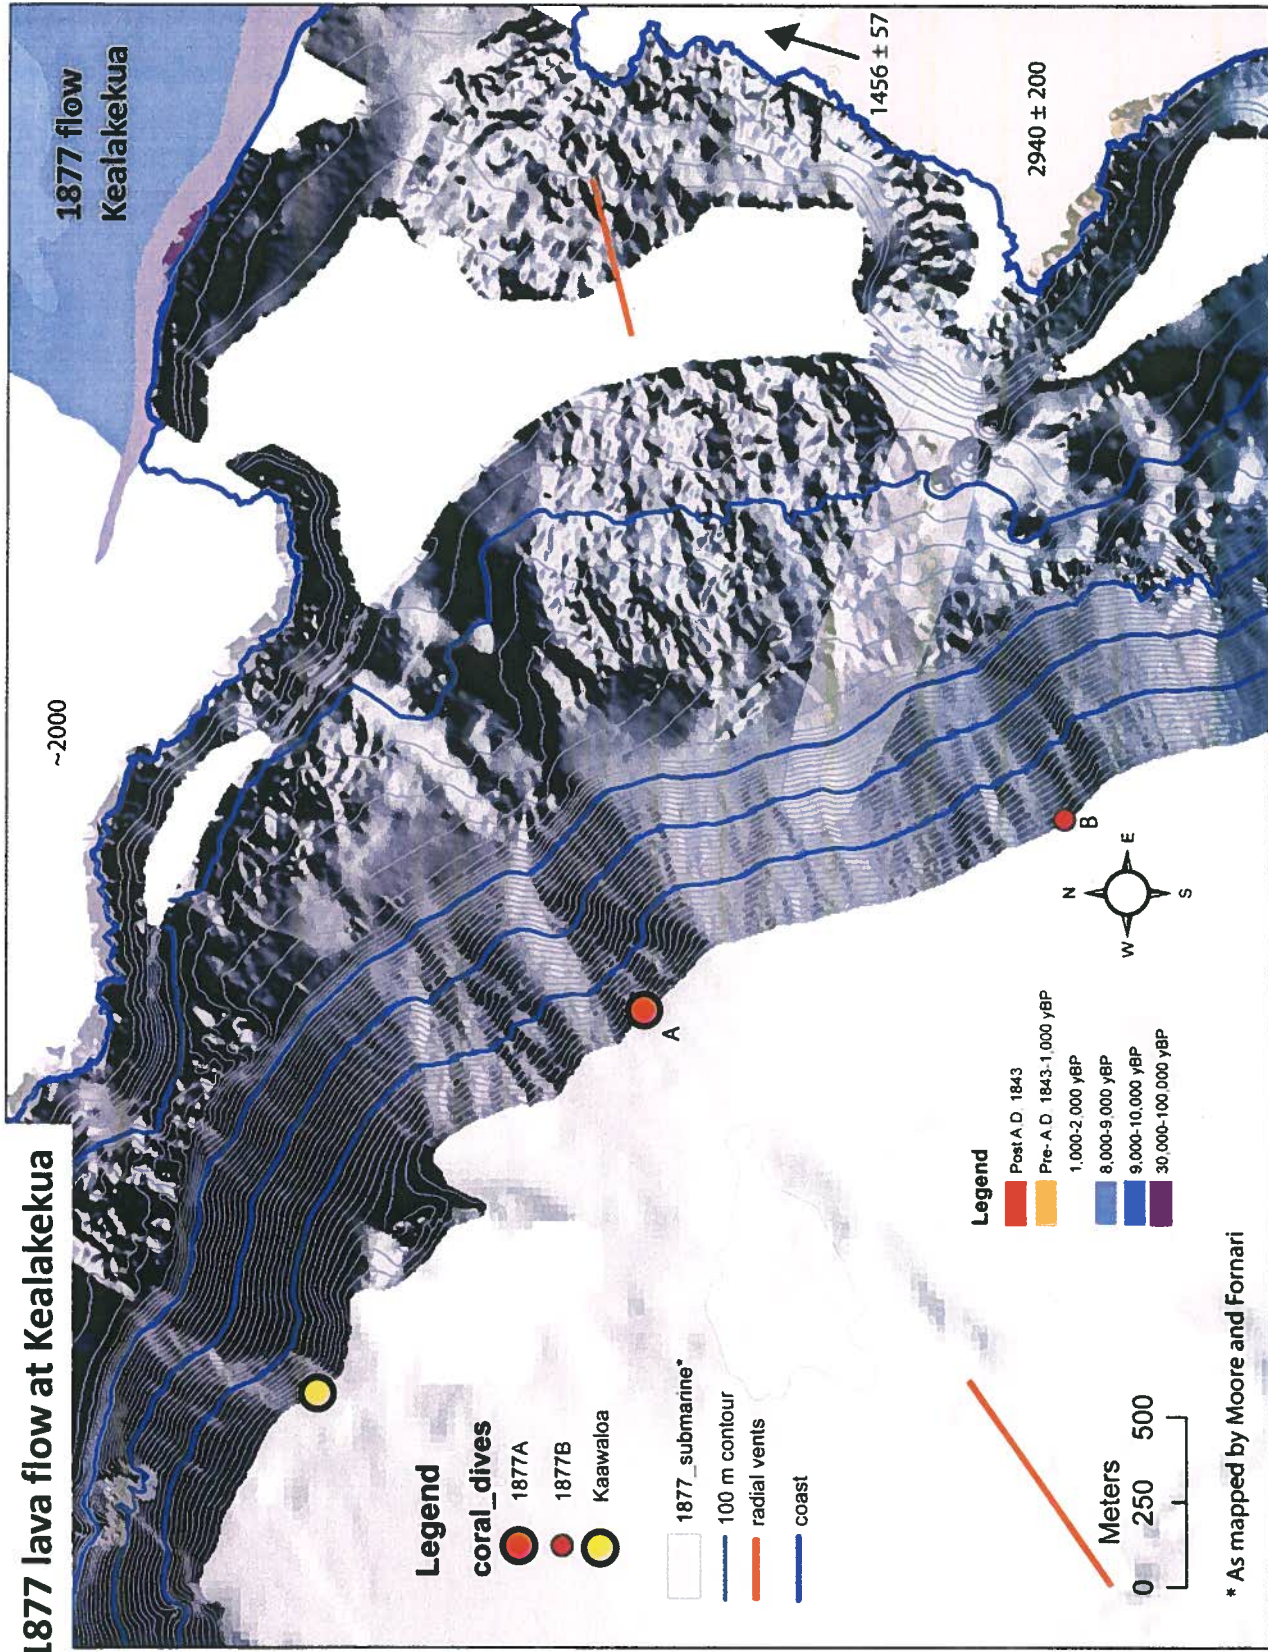 1877 lava flow at Kealakekua
1877 flow
Kealakekua
~2000
1456 ± 57
2940 ± 200
A
B
N
E
S
W
Legend
coral_dives
1877A
1877B
Kaawaloa
1877_submarine*
100 m contour
radial vents
coast
Meters
0 250 500
Legend
Post A.D. 1843
Pre- A.D. 1843-1,000 yBP
1,000-2,000 yBP
8,000-9,000 yBP
9,000-10,000 yBP
30,000-100,000 yBP
* As mapped by Moore and Fornari